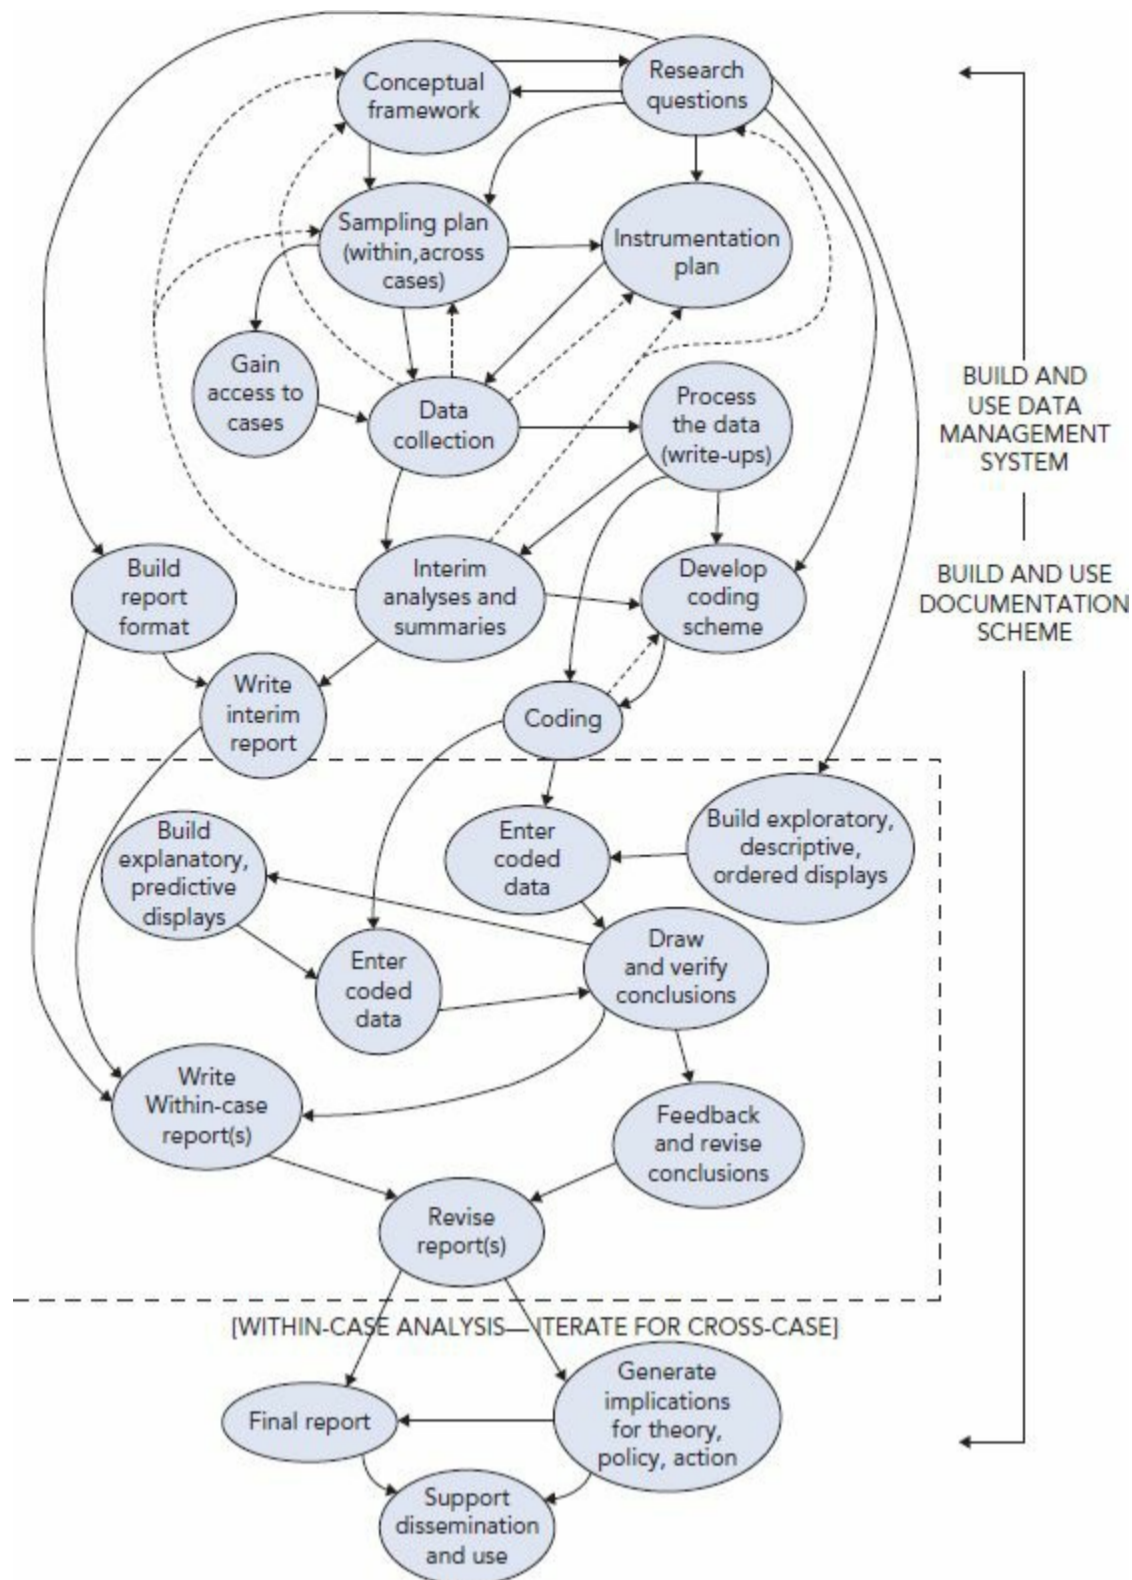 Conceptual
framework
Research
questions
Sampling plan
(within,across
cases)
Instrumentation
plan
Gain
access to
cases
Data
collection
Process
the data
(write-ups)
BUILD AND
USE DATA
MANAGEMENT
SYSTEM
Build
report
format
Interim
analyses and
summaries
Develop
coding
scheme
BUILD AND USE
DOCUMENTATION
SCHEME
Write
interim
report
Coding
Build
explanatory,
predictive
displays
Enter
coded
data
Build exploratory,
descriptive,
ordered displays
Enter
coded
data
Draw
and verify
conclusions
Write
Within-case
report(s)
Feedback
and revise
conclusions
Revise
report(s)
[WITHIN-CASE ANALYSIS— ITERATE FOR CROSS-CASE]
Final report
Generate
implications
for theory,
policy, action
Support
dissemination
and use